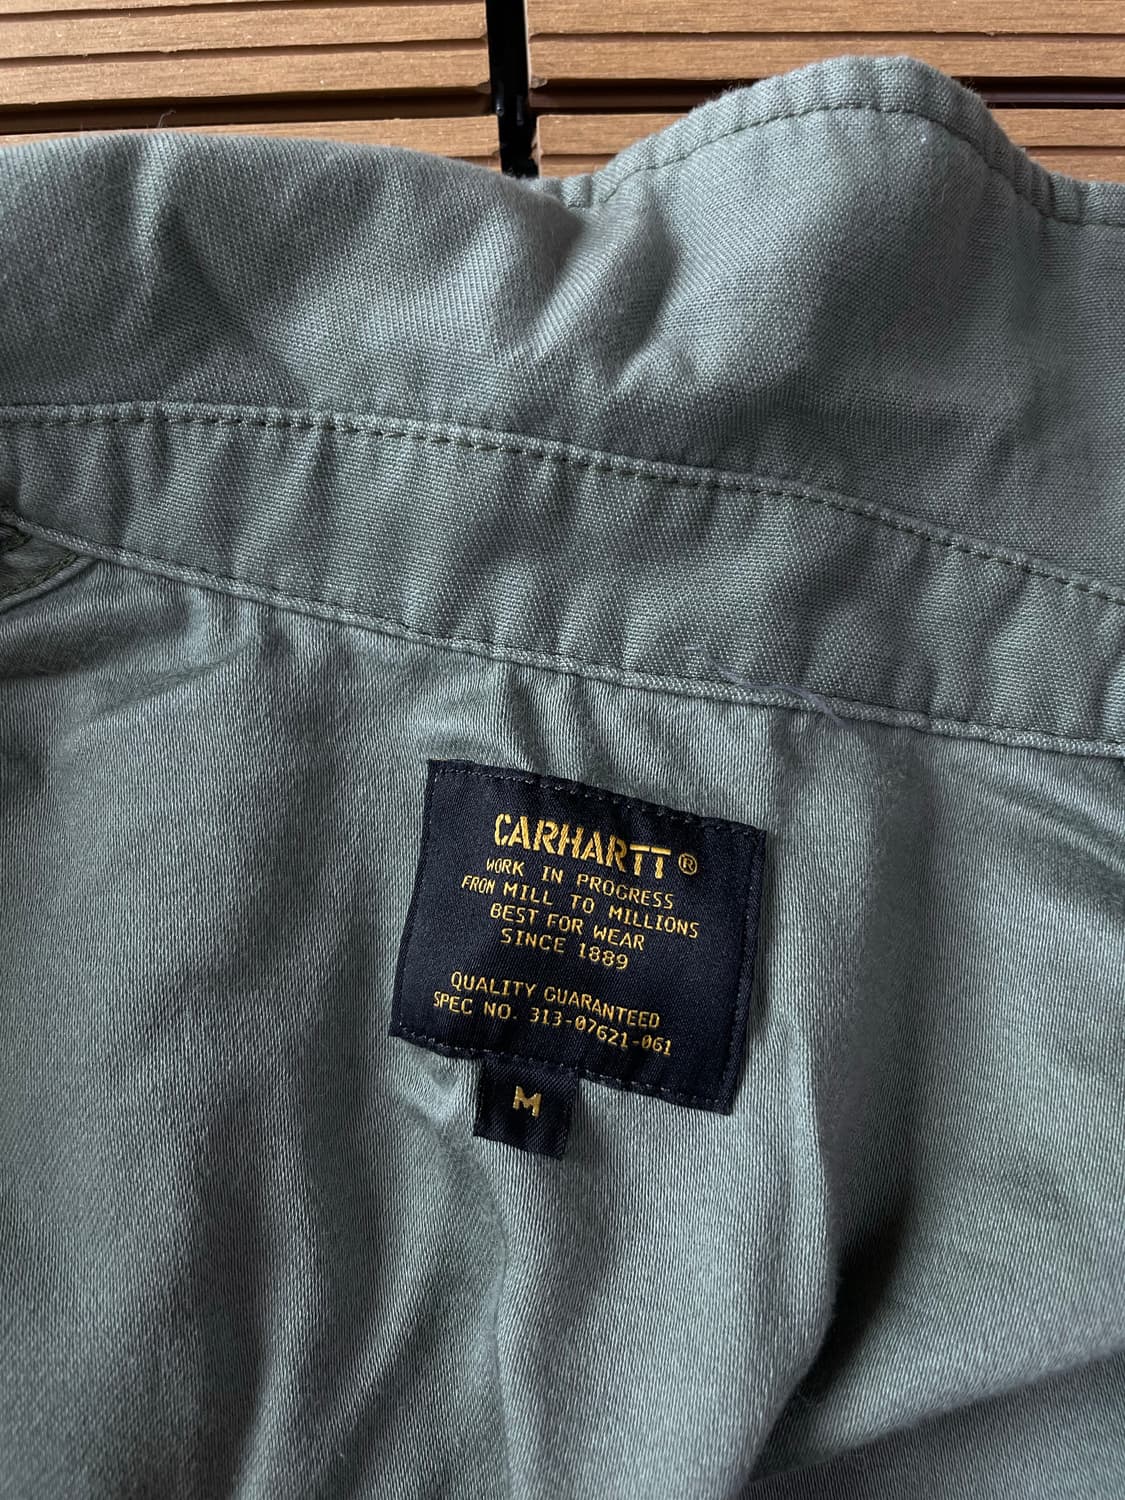 CARHARTT®
WORK IN PROGRESS
FROM MILL TO MILLIONS
BEST FOR WEAR
SINCE 1889
QUALITY GUARANTEED
SPEC NO. 313-07621-061
M